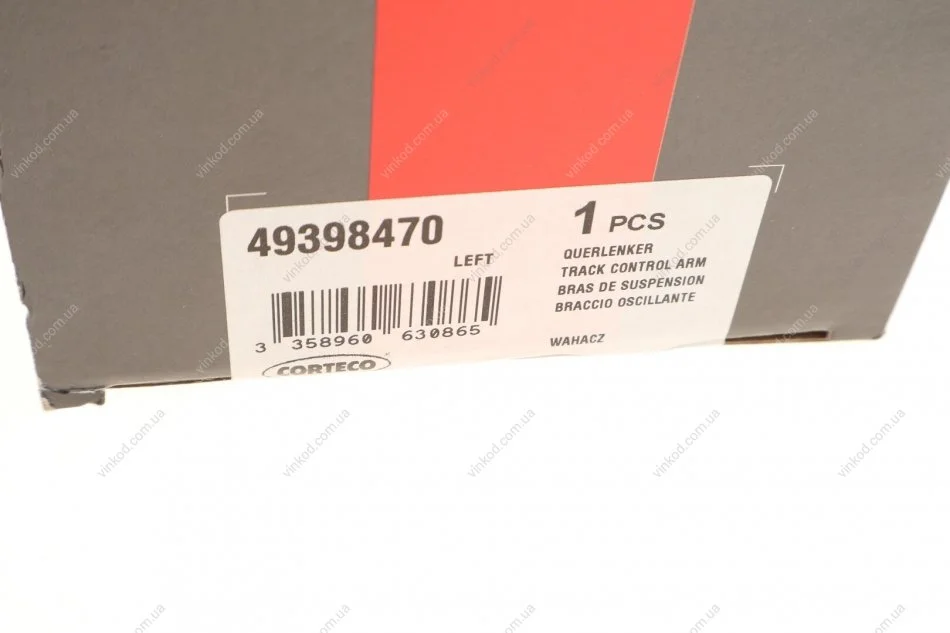 49398470
LEFT
3 358960 630865
CORTECO
1 PCS
QUERLENKER
TRACK CONTROL ARM
BRAS DE SUSPENSION
BRACCIO OSCILLANTE
WAHACZ
vinkod.com.ua